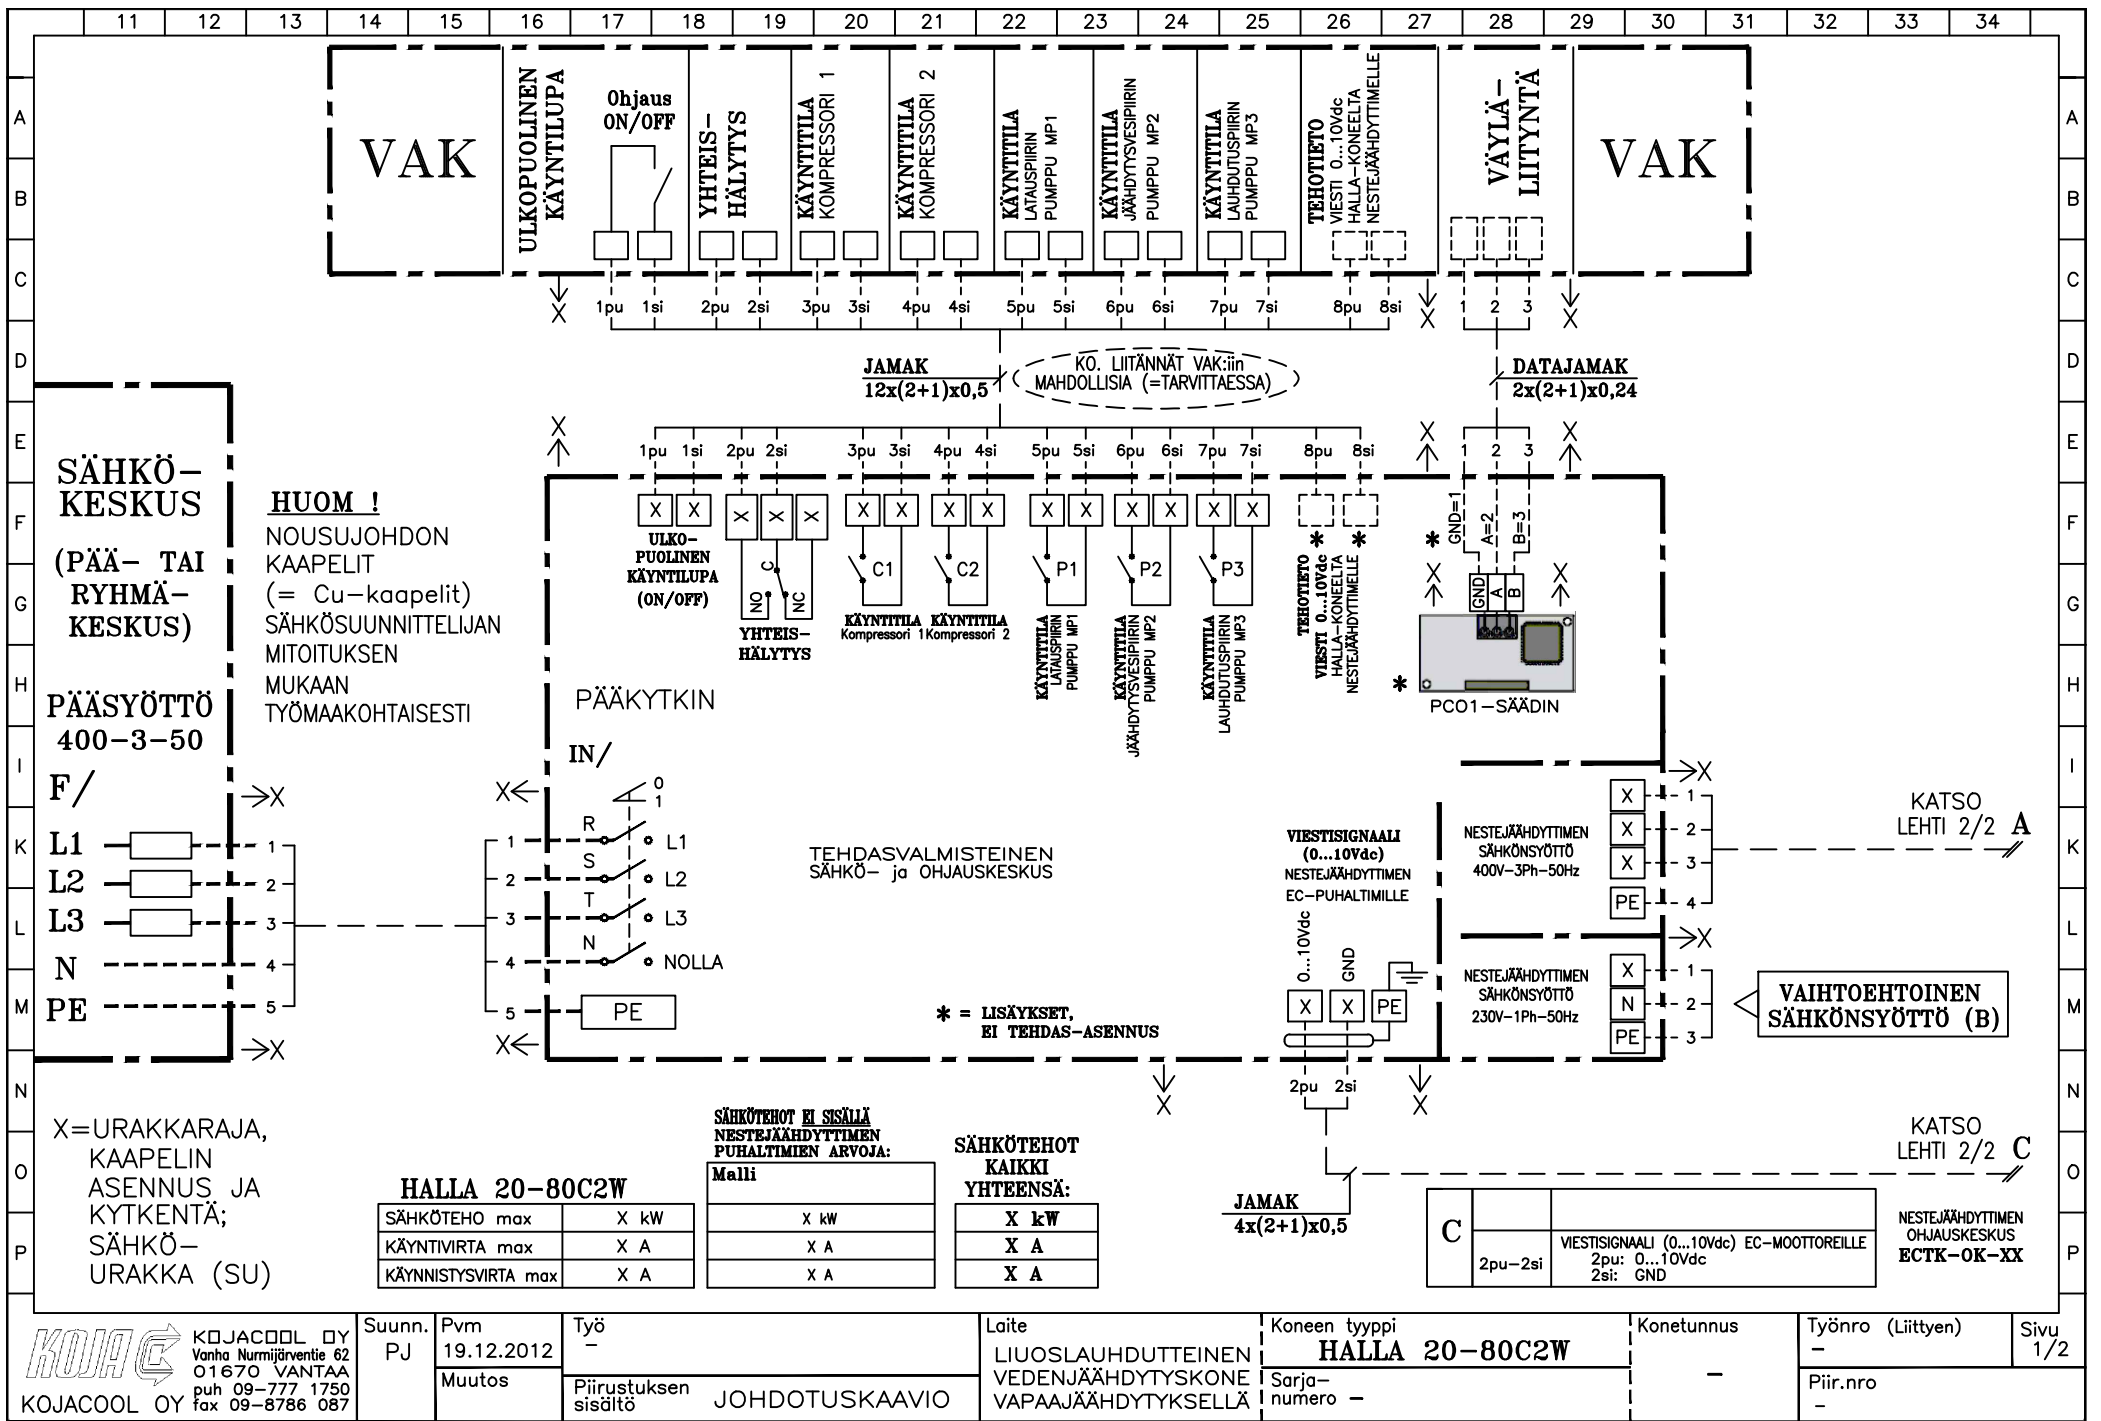 11 12 13 14 15 16 17 18 19 20 21 22 23 24 25 26 27 28 29 30 31 32 33 34
A
B
C
D
E
F
G
H
I
K
L
M
N
O
P
A
B
C
D
E
F
G
H
I
K
L
M
N
O
P
VAK
ULKOPUOLINEN
KÄYNTILUPA
Ohjaus
ON/OFF
YHTEIS-
HÄLYTYS
KÄYNTITILA
KOMPRESSORI 1
KÄYNTITILA
KOMPRESSORI 2
KÄYNTITILA
LATAUSPIIRIN
PUMPPU MP1
KÄYNTITILA
JÄÄHDYTYSVESIPIIRIN
PUMPPU MP2
KÄYNTITILA
LAUHDUTUSPIIRIN
PUMPPU MP3
TEHOTIETO
VIESTI 0...10Vdc
HALLA-KONEELTA
NESTEJÄÄHDYTTIMELLE
VÄYLÄ-
LIITYNTÄ
VAK
X 1pu 1si 2pu 2si 3pu 3si 4pu 4si 5pu 5si 6pu 6si 7pu 7si 8pu 8si X 1 2 3 X
JAMAK
12x(2+1)x0,5
KO. LIITÄNNÄT VAK:iin
MAHDOLLISIA (=TARVITTAESSA)
DATAJAMAK
2x(2+1)x0,24
X 1pu 1si 2pu 2si 3pu 3si 4pu 4si 5pu 5si 6pu 6si 7pu 7si 8pu 8si X 1 2 3 X
SÄHKÖ-
KESKUS
(PÄÄ- TAI
RYHMÄ-
KESKUS)
PÄÄSYÖTTÖ
400-3-50
F/
L1
L2
L3
N
PE
X
1
2
3
4
5
X
HUOM !
NOUSUJOHDON
KAAPELIT
(= Cu-kaapelit)
SÄHKÖSUUNNITTELIJAN
MITOITUKSEN
MUKAAN
TYÖMAAKOHTAISESTI
X X X X X X X X X X X X X X X
* *
ULKO-
PUOLINEN
KÄYNTILUPA
(ON/OFF)
C
NO
NC
YHTEIS-
HÄLYTYS
C1
KÄYNTITILA
Kompressori 1
C2
KÄYNTITILA
Kompressori 2
P1
KÄYNTITILA
LATAUSPIIRIN
PUMPPU MP1
P2
KÄYNTITILA
JÄÄHDYTYSVESIPIIRIN
PUMPPU MP2
P3
KÄYNTITILA
LAUHDUTUSPIIRIN
PUMPPU MP3
TEHOTIETO
VIESTI 0...10Vdc
HALLA-KONEELTA
NESTEJÄÄHDYTTIMELLE
*
GND=1
A=2
B=3
X X
GND
A
B
*
PCO1-SÄÄDIN
PÄÄKYTKIN
IN/
X
0
1
1 R L1
2 S L2
3 T L3
4 N NOLLA
5 PE
X
TEHDASVALMISTEINEN
SÄHKÖ- ja OHJAUSKESKUS
* = LISÄYKSET,
EI TEHDAS-ASENNUS
VIESTISIGNAALI
(0...10Vdc)
NESTEJÄÄHDYTTIMEN
EC-PUHALTIMILLE
0...10Vdc
GND
X X PE
2pu 2si
X X
NESTEJÄÄHDYTTIMEN
SÄHKÖNSYÖTTÖ
400V-3Ph-50Hz
X
X 1
X 2
X 3
PE 4
KATSO
LEHTI 2/2 A
NESTEJÄÄHDYTTIMEN
SÄHKÖNSYÖTTÖ
230V-1Ph-50Hz
X
X 1
N 2
PE 3
VAIHTOEHTOINEN
SÄHKÖNSYÖTTÖ (B)
X=URAKKARAJA,
KAAPELIN
ASENNUS JA
KYTKENTÄ;
SÄHKÖ-
URAKKA (SU)
SÄHKÖTEHOT EI SISÄLLÄ
NESTEJÄÄHDYTTIMEN
PUHALTIMIEN ARVOJA:
SÄHKÖTEHOT
KAIKKI
YHTEENSÄ:
HALLA 20-80C2W
Malli
SÄHKÖTEHO max X kW X kW X kW
KÄYNTIVIRTA max X A X A X A
KÄYNNISTYSVIRTA max X A X A X A
KATSO
LEHTI 2/2 C
JAMAK
4x(2+1)x0,5
C
2pu-2si
VIESTISIGNAALI (0...10Vdc) EC-MOOTTOREILLE
2pu: 0...10Vdc
2si: GND
NESTEJÄÄHDYTTIMEN
OHJAUSKESKUS
ECTK-OK-XX
KOJA
KOJACOOL OY
KOJACOOL OY
Vanha Nurmijärventie 62
01670 VANTAA
puh 09-777 1750
fax 09-8786 087
Suunn.
PJ
Pvm
19.12.2012
Muutos
Työ
-
Piirustuksen
sisältö
JOHDOTUSKAAVIO
Laite
LIUOSLAUHDUTTEINEN
VEDENJÄÄHDYTYSKONE
VAPAAJÄÄHDYTYKSELLÄ
Koneen tyyppi
HALLA 20-80C2W
Sarja-
numero -
Konetunnus
-
Työnro (Liittyen)
-
Piir.nro
-
Sivu
1/2